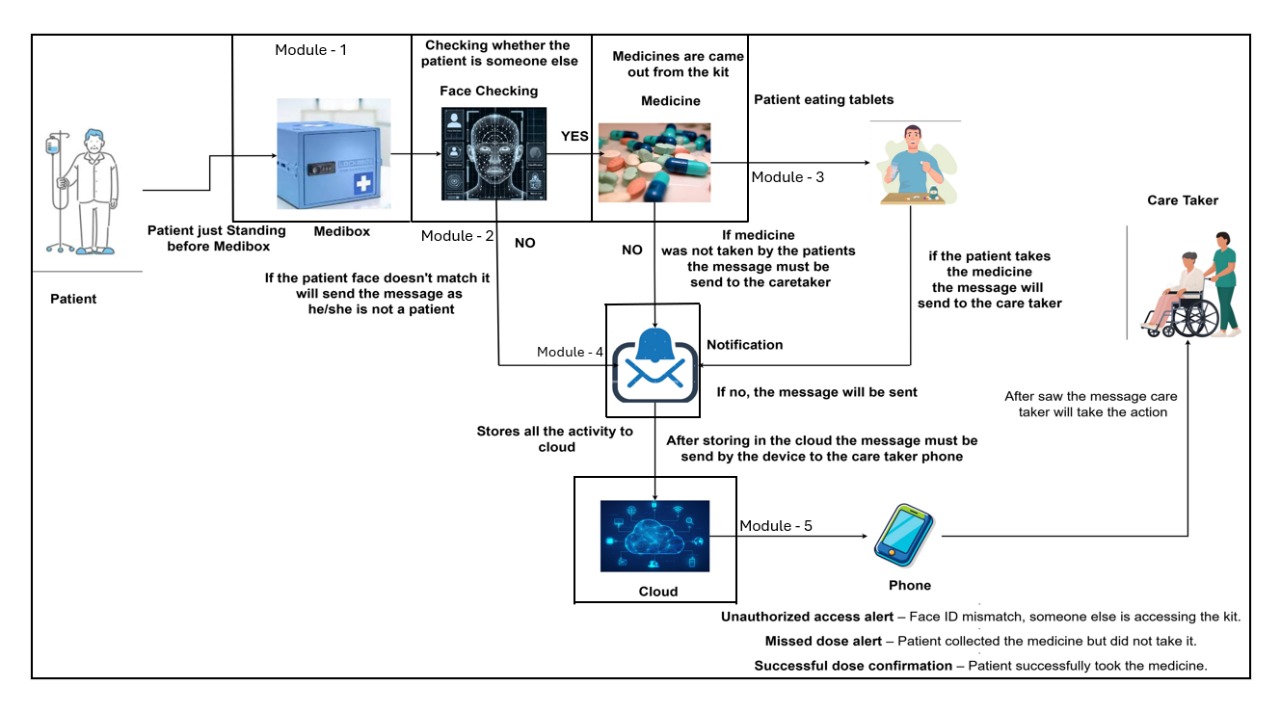 Module - 1
Checking whether the
patient is someone else
Face Checking
Medicines are came
out from the kit
Medicine
YES
Patient eating tablets
Module - 3
Care Taker
Patient just Standing
before Medibox
Medibox
Module - 2
NO
NO
If medicine
was not taken by the patients
the message must be
send to the caretaker
if the patient takes
the medicine
the message will
send to the care taker
If the patient face doesn't match it
will send the message as
he/she is not a patient
Patient
Module - 4
Notification
If no, the message will be sent
After saw the message care
taker will take the action
Stores all the activity to
cloud
After storing in the cloud the message must be
send by the device to the care taker phone
Module - 5
Cloud
Phone
Unauthorized access alert – Face ID mismatch, someone else is accessing the kit.
Missed dose alert – Patient collected the medicine but did not take it.
Successful dose confirmation – Patient successfully took the medicine.